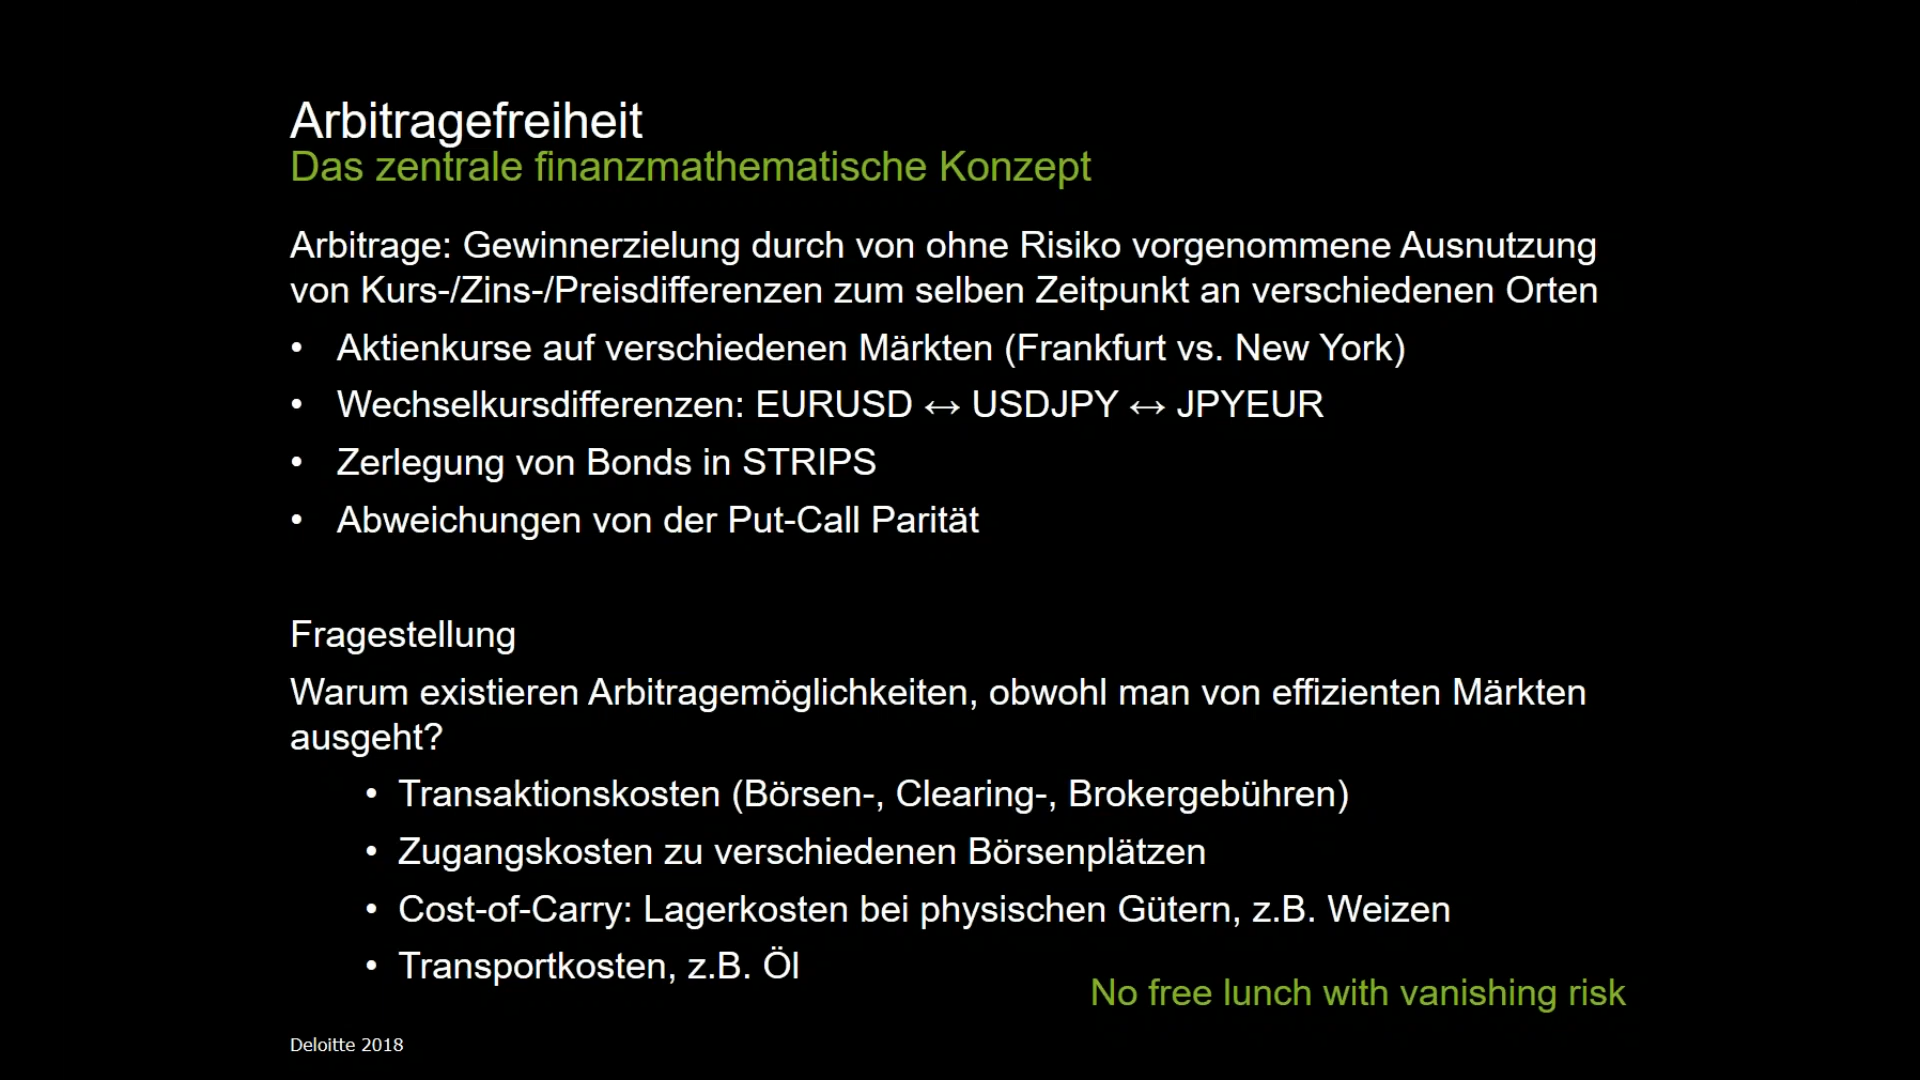 Arbitragefreiheit
Das zentrale finanzmathematische Konzept
Arbitrage: Gewinnerzielung durch von ohne Risiko vorgenommene Ausnutzung
von Kurs-/Zins-/Preisdifferenzen zum selben Zeitpunkt an verschiedenen Orten
• Aktienkurse auf verschiedenen Märkten (Frankfurt vs. New York)
• Wechselkursdifferenzen: EURUSD ↔ USDJPY ↔ JPYEUR
• Zerlegung von Bonds in STRIPS
• Abweichungen von der Put-Call Parität
Fragestellung
Warum existieren Arbitragemöglichkeiten, obwohl man von effizienten Märkten
ausgeht?
• Transaktionskosten (Börsen-, Clearing-, Brokergebühren)
• Zugangskosten zu verschiedenen Börsenplätzen
• Cost-of-Carry: Lagerkosten bei physischen Gütern, z.B. Weizen
• Transportkosten, z.B. Öl
No free lunch with vanishing risk
Deloitte 2018